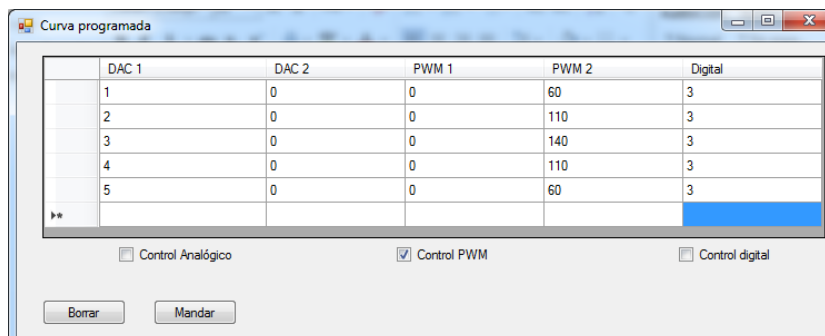 Curva programada
DAC 1 DAC 2 PWM 1 PWM 2 Digital
1 0 0 60 3
2 0 0 110 3
3 0 0 140 3
4 0 0 110 3
5 0 0 60 3
Control Analógico Control PWM Control digital
Borrar Mandar